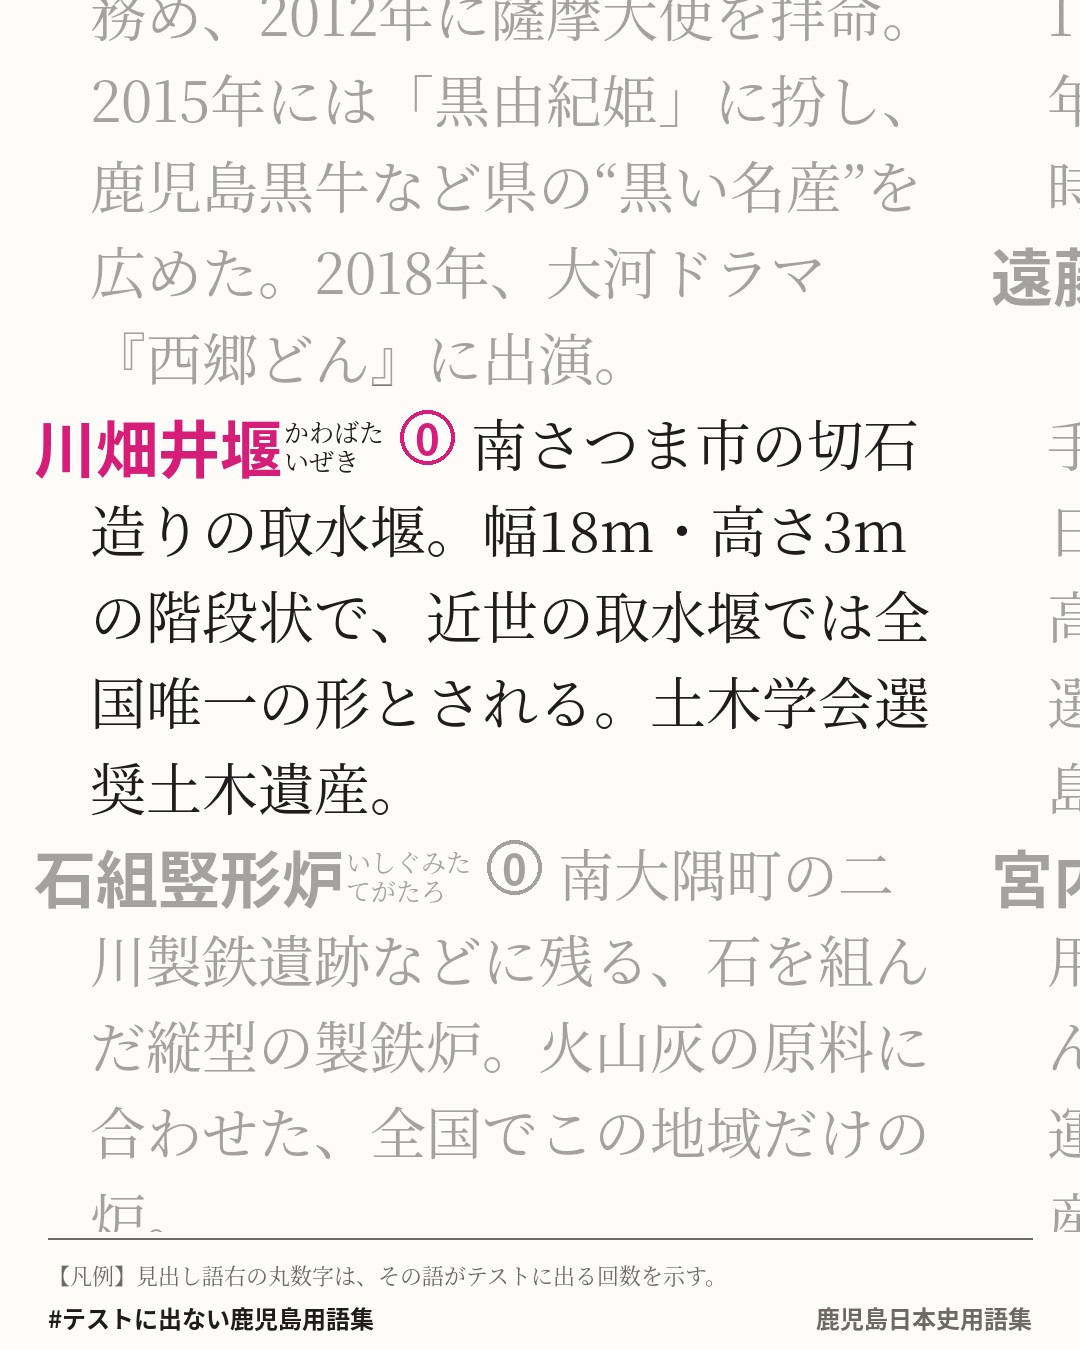 務め、2012年に薩摩大使を拝命。
2015年には「黒由紀姫」に扮し、
鹿児島黒牛など県の“黒い名産”を
広めた。2018年、大河ドラマ
『西郷どん』に出演。
川畑井堰 かわばた いぜき ⓪ 南さつま市の切石
造りの取水堰。幅18m・高さ3m
の階段状で、近世の取水堰では全
国唯一の形とされる。土木学会選
奨土木遺産。
石組竪形炉 いしぐみた てがたろ ⓪ 南大隅町の二
川製鉄遺跡などに残る、石を組ん
だ縦型の製鉄炉。火山灰の原料に
合わせた、全国でこの地域だけの
炉。
1
年
時
遠藤
手
日
高
選
島
宮内
用
ん
運
産
【凡例】見出し語右の丸数字は、その語がテストに出る回数を示す。
#テストに出ない鹿児島用語集
鹿児島日本史用語集